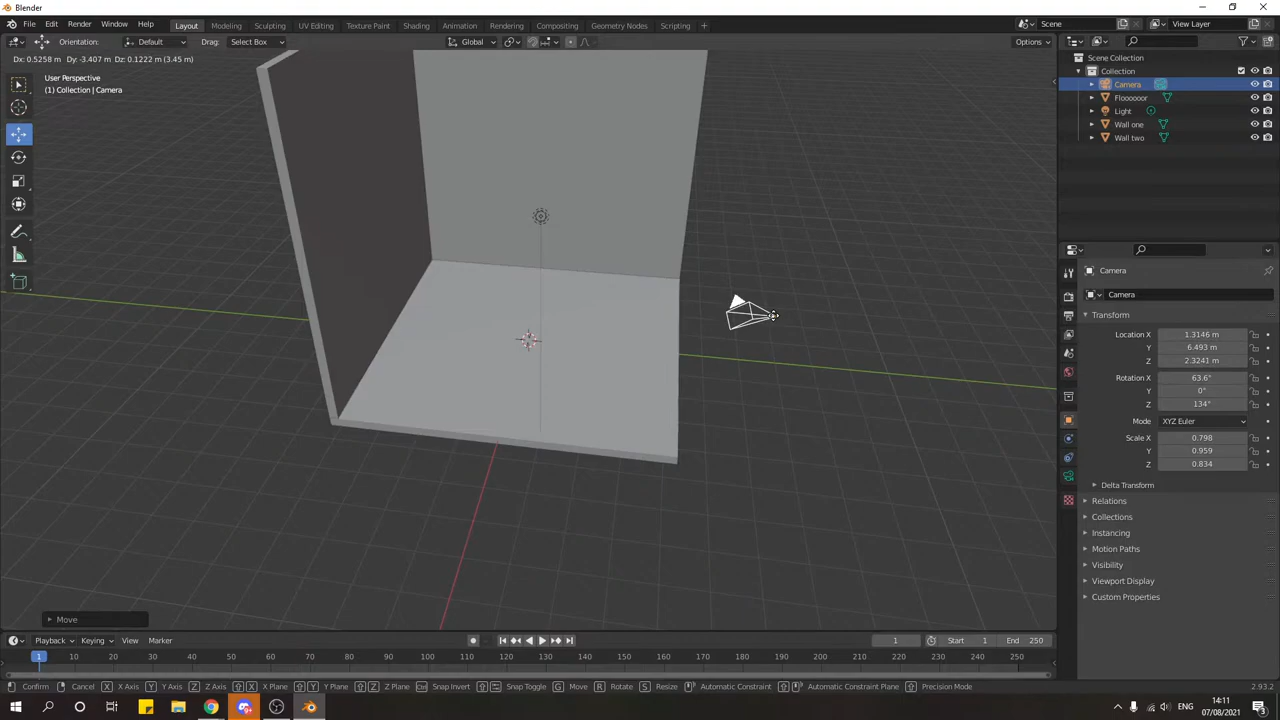 Blender
File Edit Render Window Help Layout Modeling Sculpting UV Editing Texture Paint Shading Animation Rendering Compositing Geometry Nodes Scripting + Scene View Layer
Orientation: Default Drag: Select Box Global Options
Dx: 0.5258 m Dy: -3.407 m Dz: 0.1222 m (3.45 m)
User Perspective
(1) Collection | Camera
Scene Collection
Collection
Camera
Floooooor
Light
Wall one
Wall two
Camera
Camera
Transform
Location X 1.3146 m
Y 6.493 m
Z 2.3241 m
Rotation X 63.6°
Y 0°
Z 134°
Mode XYZ Euler
Scale X 0.798
Y 0.959
Z 0.834
Delta Transform
Relations
Collections
Instancing
Motion Paths
Visibility
Viewport Display
Custom Properties
Move
Playback Keying View Marker 1 Start 1 End 250
1 10 20 30 40 50 60 70 80 90 100 110 120 130 140 150 160 170 180 190 200 210 220 230 240 250
Confirm Cancel X X Axis Y Y Axis Z Z Axis X X Plane Y Y Plane Z Z Plane Ctrl Snap Invert Snap Toggle G Move R Rotate S Resize Automatic Constraint Automatic Constraint Plane Precision Mode 2.93.2
ENG 14:11
07/08/2021 3